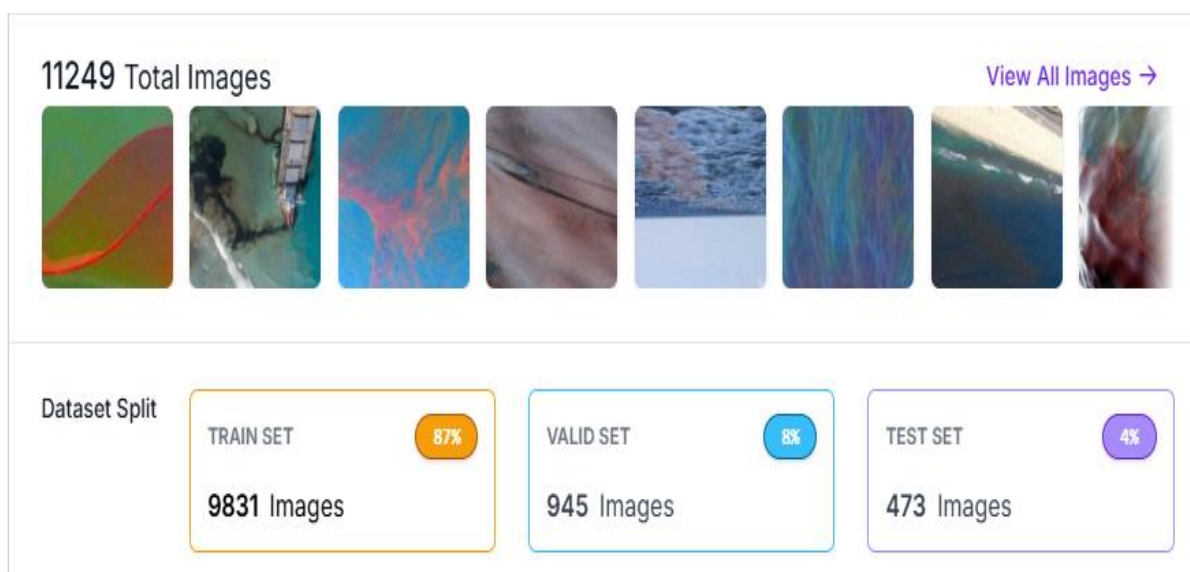 11249 Total Images
View All Images →
Dataset Split
TRAIN SET
87%
9831 Images
VALID SET
8%
945 Images
TEST SET
4%
473 Images